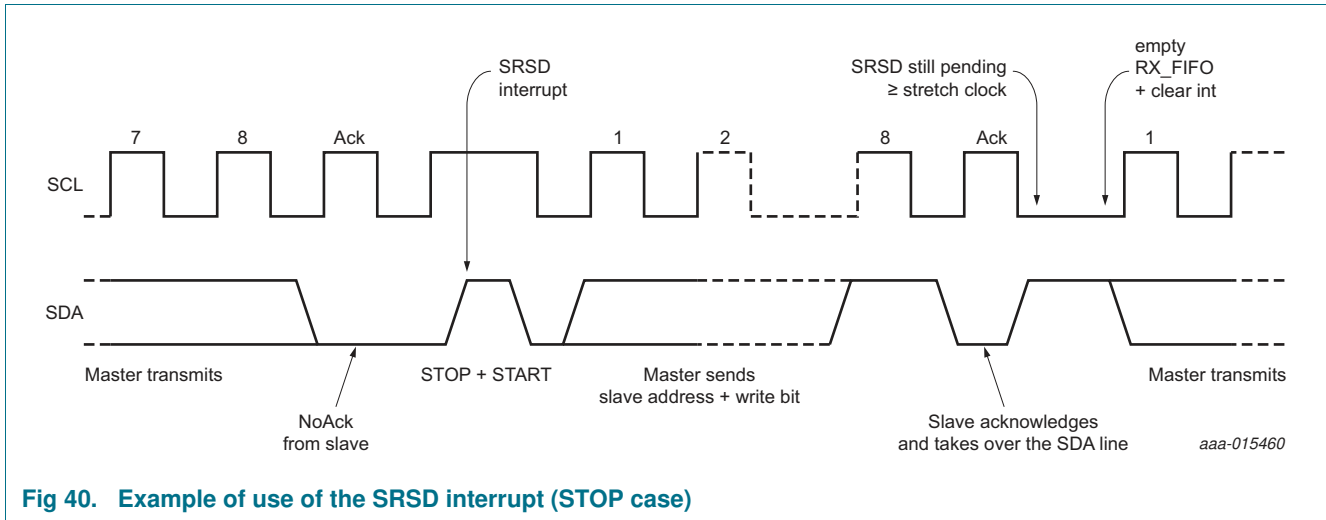 SRSD
interrupt
SRSD still pending
≥ stretch clock
empty
RX_FIFO
+ clear int
7
8
Ack
1
2
8
Ack
1
SCL
SDA
Master transmits
STOP + START
Master sends
slave address + write bit
Master transmits
NoAck
from slave
Slave acknowledges
and takes over the SDA line
aaa-015460
Fig 40. Example of use of the SRSD interrupt (STOP case)